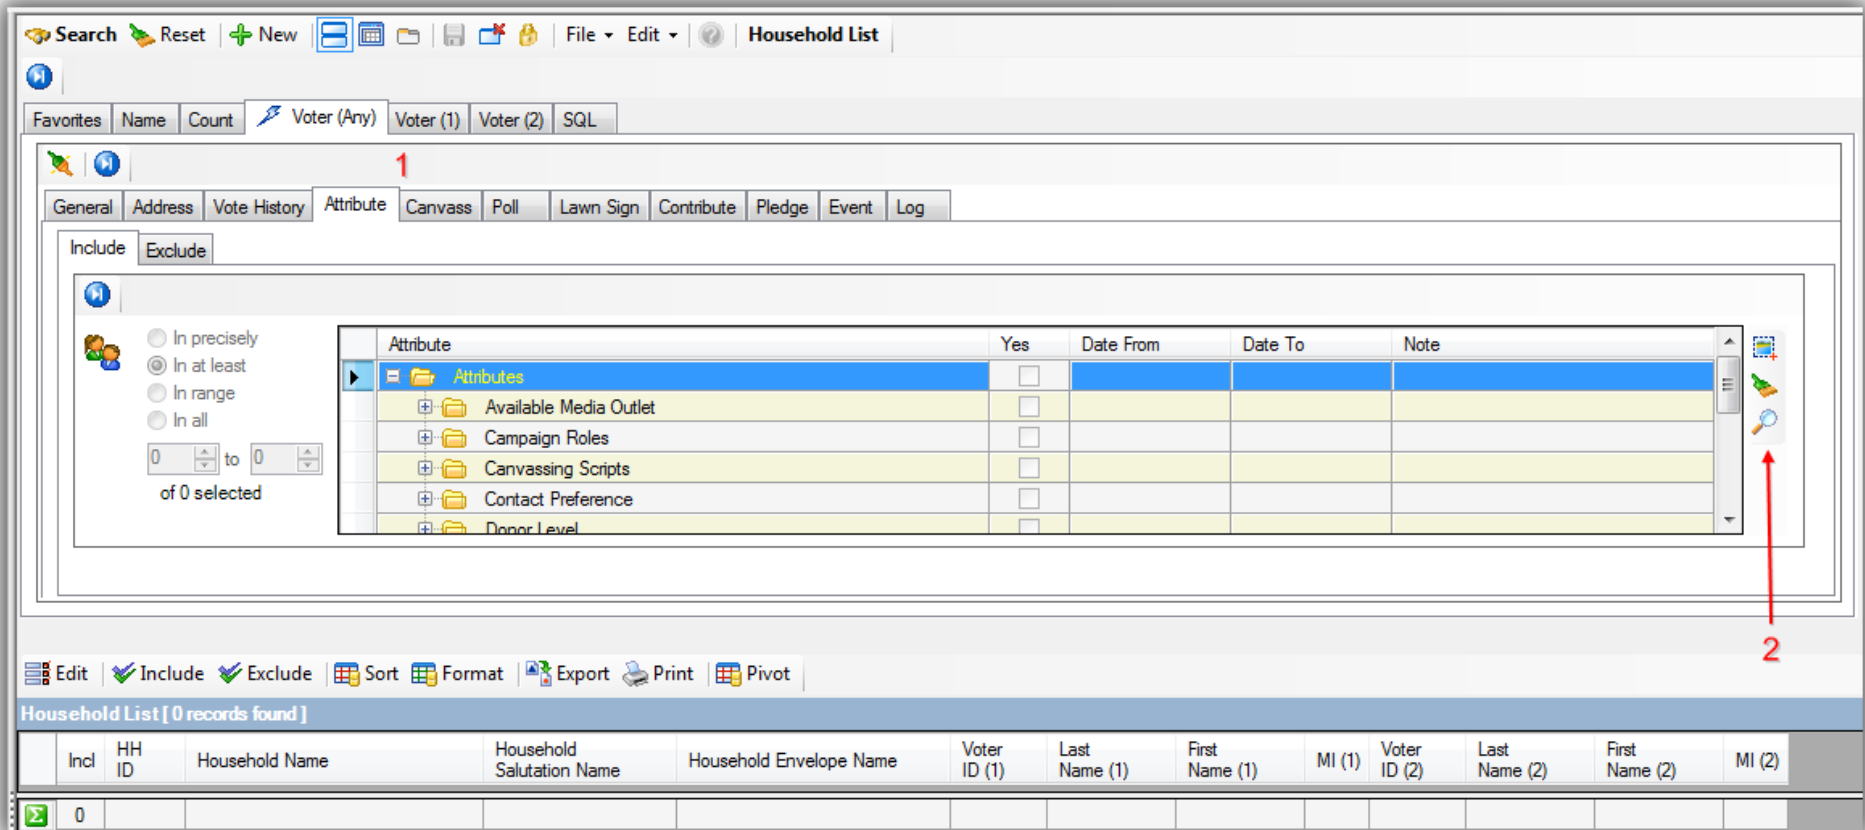 Search Reset New File Edit Household List
Favorites Name Count Voter (Any) Voter (1) Voter (2) SQL
1
General Address Vote History Attribute Canvass Poll Lawn Sign Contribute Pledge Event Log
Include Exclude
In precisely
In at least
In range
In all
0 to 0
of 0 selected
Attribute Yes Date From Date To Note
Attributes
Available Media Outlet
Campaign Roles
Canvassing Scripts
Contact Preference
Donor Level
2
Edit Include Exclude Sort Format Export Print Pivot
Household List [ 0 records found ]
Incl HH ID Household Name Household Salutation Name Household Envelope Name Voter ID (1) Last Name (1) First Name (1) MI (1) Voter ID (2) Last Name (2) First Name (2) MI (2)
Σ 0